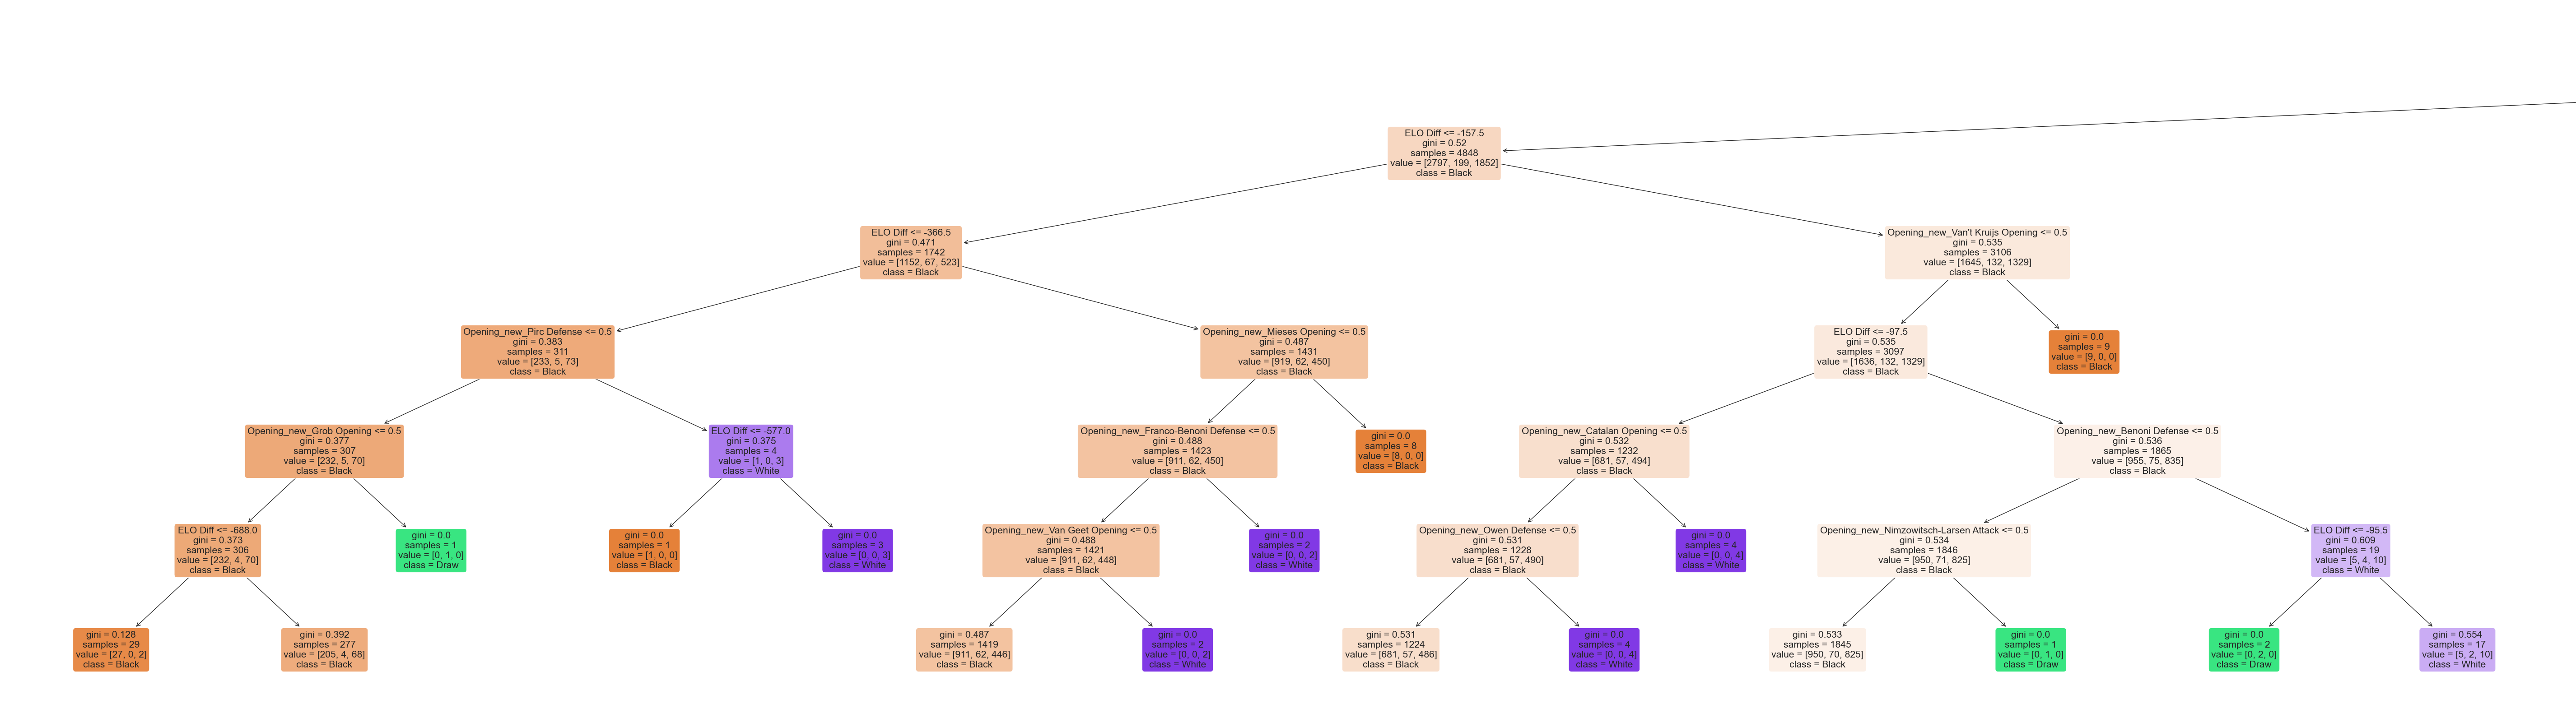 ELO Diff <= -157.5
gini = 0.52
samples = 4848
value = [2797, 199, 1852]
class = Black
ELO Diff <= -366.5
gini = 0.471
samples = 1742
value = [1152, 67, 523]
class = Black
Opening_new_Van't Kruijs Opening <= 0.5
gini = 0.535
samples = 3106
value = [1645, 132, 1329]
class = Black
Opening_new_Pirc Defense <= 0.5
gini = 0.383
samples = 311
value = [233, 5, 73]
class = Black
Opening_new_Mieses Opening <= 0.5
gini = 0.487
samples = 1431
value = [919, 62, 450]
class = Black
ELO Diff <= -97.5
gini = 0.535
samples = 3097
value = [1636, 132, 1329]
class = Black
gini = 0.0
samples = 9
value = [9, 0, 0]
class = Black
Opening_new_Grob Opening <= 0.5
gini = 0.377
samples = 307
value = [232, 5, 70]
class = Black
ELO Diff <= -577.0
gini = 0.375
samples = 4
value = [1, 0, 3]
class = White
Opening_new_Franco-Benoni Defense <= 0.5
gini = 0.488
samples = 1423
value = [911, 62, 450]
class = Black
gini = 0.0
samples = 8
value = [8, 0, 0]
class = Black
Opening_new_Catalan Opening <= 0.5
gini = 0.532
samples = 1232
value = [681, 57, 494]
class = Black
Opening_new_Benoni Defense <= 0.5
gini = 0.536
samples = 1865
value = [955, 75, 835]
class = Black
ELO Diff <= -688.0
gini = 0.373
samples = 306
value = [232, 4, 70]
class = Black
gini = 0.0
samples = 1
value = [0, 1, 0]
class = Draw
gini = 0.0
samples = 1
value = [1, 0, 0]
class = Black
gini = 0.0
samples = 3
value = [0, 0, 3]
class = White
Opening_new_Van Geet Opening <= 0.5
gini = 0.488
samples = 1421
value = [911, 62, 448]
class = Black
gini = 0.0
samples = 2
value = [0, 0, 2]
class = White
Opening_new_Owen Defense <= 0.5
gini = 0.531
samples = 1228
value = [681, 57, 490]
class = Black
gini = 0.0
samples = 4
value = [0, 0, 4]
class = White
Opening_new_Nimzowitsch-Larsen Attack <= 0.5
gini = 0.534
samples = 1846
value = [950, 71, 825]
class = Black
ELO Diff <= -95.5
gini = 0.609
samples = 19
value = [5, 4, 10]
class = White
gini = 0.128
samples = 29
value = [27, 0, 2]
class = Black
gini = 0.392
samples = 277
value = [205, 4, 68]
class = Black
gini = 0.487
samples = 1419
value = [911, 62, 446]
class = Black
gini = 0.0
samples = 2
value = [0, 0, 2]
class = White
gini = 0.531
samples = 1224
value = [681, 57, 486]
class = Black
gini = 0.0
samples = 4
value = [0, 0, 4]
class = White
gini = 0.533
samples = 1845
value = [950, 70, 825]
class = Black
gini = 0.0
samples = 1
value = [0, 1, 0]
class = Draw
gini = 0.0
samples = 2
value = [0, 2, 0]
class = Draw
gini = 0.554
samples = 17
value = [5, 2, 10]
class = White